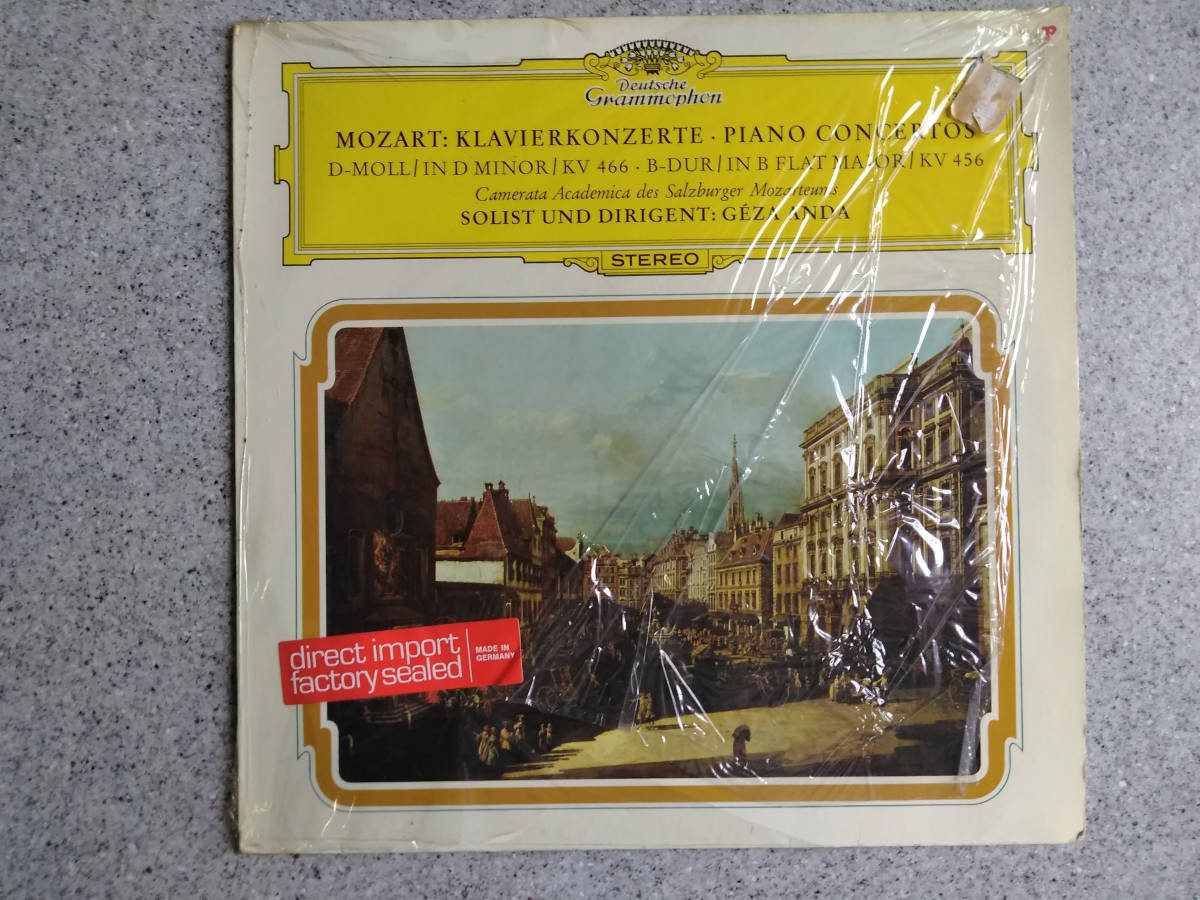 Deutsche
Grammophon
MOZART: KLAVIERKONZERTE · PIANO CONCERTOS
D-MOLL/IN D MINOR/KV 466 · B-DUR/IN B FLAT MAJOR/KV 456
Camerata Academica des Salzburger Mozarteums
SOLIST UND DIRIGENT: GÉZA ANDA
STEREO
direct import
factory sealed
MADE IN
GERMANY